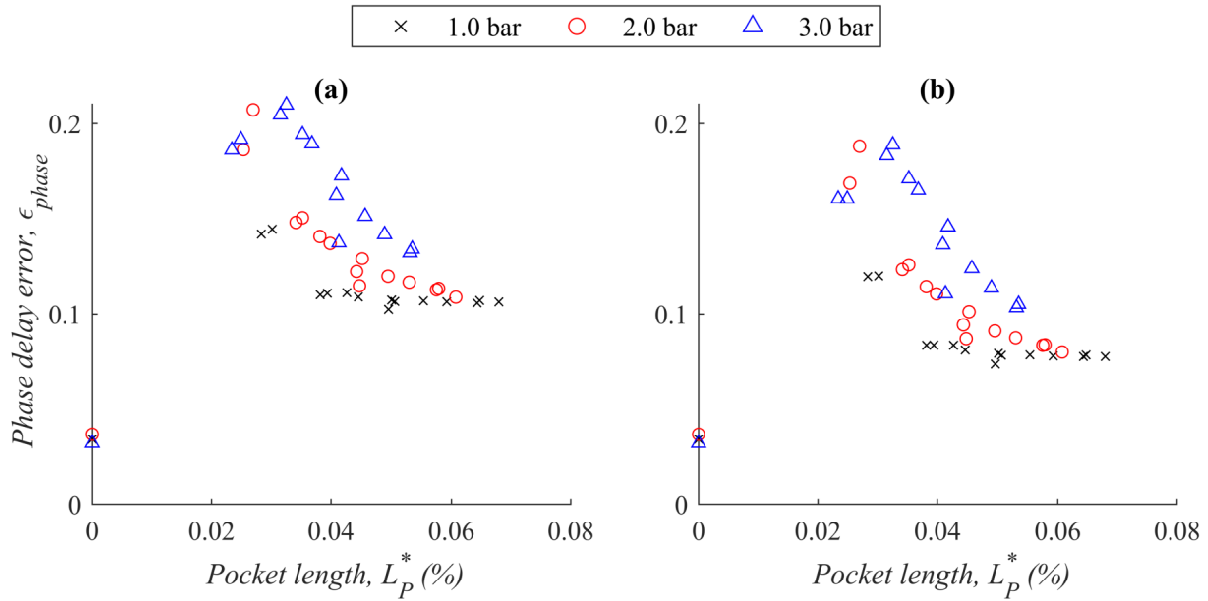 1.0 bar 2.0 bar 3.0 bar
(a) (b)
Phase delay error, ϵphase
0.2 0.2
0.1 0.1
0 0
0 0.02 0.04 0.06 0.08 0 0.02 0.04 0.06 0.08
Pocket length, L*P (%) Pocket length, L*P (%)